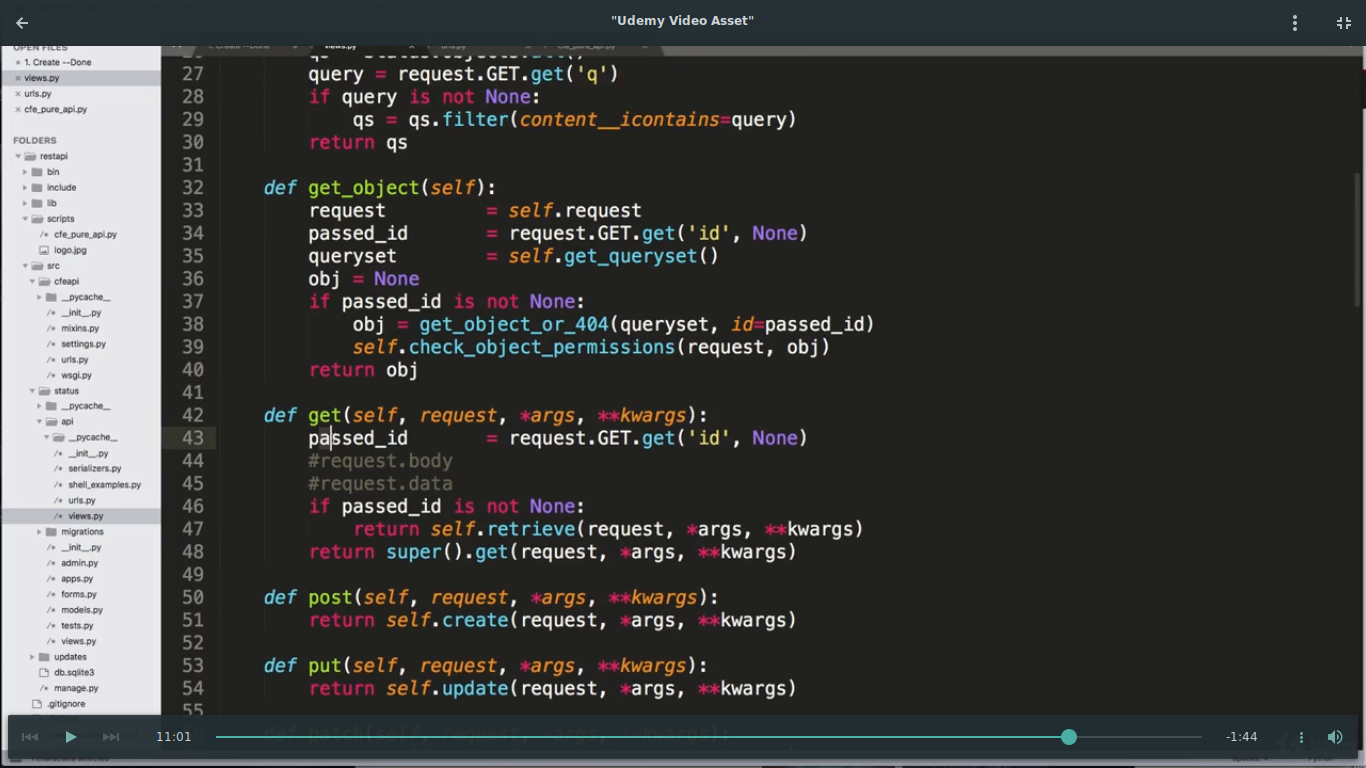 "Udemy Video Asset"
OPEN FILES
1. Create --Done
views.py
urls.py
cfe_pure_api.py
FOLDERS
restapi
bin
include
lib
scripts
cfe_pure_api.py
logo.jpg
src
cfeapi
__pycache__
__init__.py
mixins.py
settings.py
urls.py
wsgi.py
status
__pycache__
api
__pycache__
__init__.py
serializers.py
shell_examples.py
urls.py
views.py
migrations
__init__.py
admin.py
apps.py
forms.py
models.py
tests.py
views.py
updates
db.sqlite3
manage.py
.gitignore
27 query = request.GET.get('q')
28 if query is not None:
29 qs = qs.filter(content__icontains=query)
30 return qs
31
32 def get_object(self):
33 request = self.request
34 passed_id = request.GET.get('id', None)
35 queryset = self.get_queryset()
36 obj = None
37 if passed_id is not None:
38 obj = get_object_or_404(queryset, id=passed_id)
39 self.check_object_permissions(request, obj)
40 return obj
41
42 def get(self, request, *args, **kwargs):
43 passed_id = request.GET.get('id', None)
44 #request.body
45 #request.data
46 if passed_id is not None:
47 return self.retrieve(request, *args, **kwargs)
48 return super().get(request, *args, **kwargs)
49
50 def post(self, request, *args, **kwargs):
51 return self.create(request, *args, **kwargs)
52
53 def put(self, request, *args, **kwargs):
54 return self.update(request, *args, **kwargs)
55
11:01
-1:44